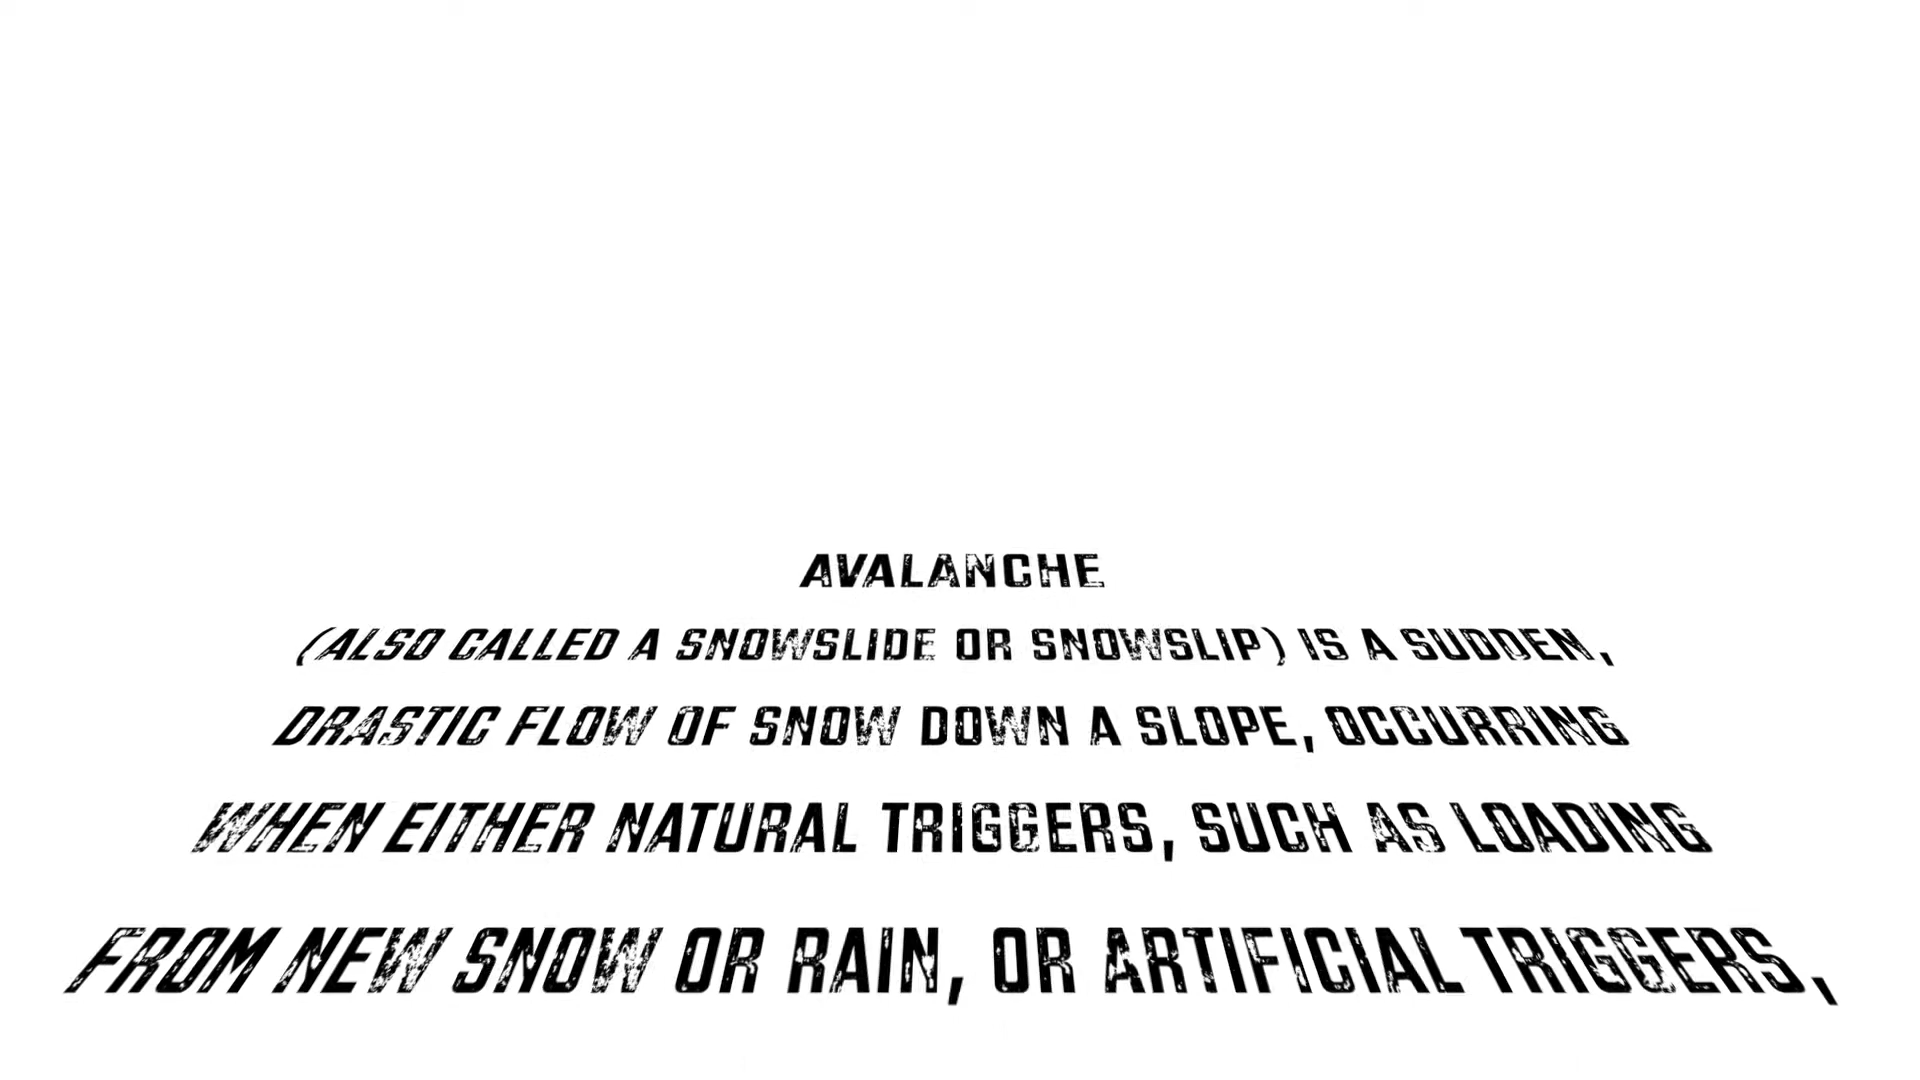 AVALANCHE
(ALSO CALLED A SNOWSLIDE OR SNOWSLIP) IS A SUDDEN,
DRASTIC FLOW OF SNOW DOWN A SLOPE, OCCURRING
WHEN EITHER NATURAL TRIGGERS, SUCH AS LOADING
FROM NEW SNOW OR RAIN, OR ARTIFICIAL TRIGGERS,